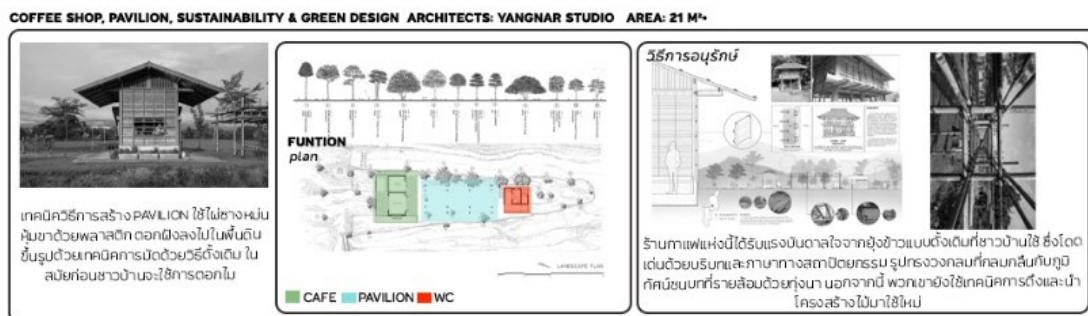 COFFEE SHOP, PAVILION, SUSTAINABILITY & GREEN DESIGN ARCHITECTS: YANGNAR STUDIO AREA: 21 M²•
เทคนิควิธีการสร้าง PAVILION ใช้ไผ่ซางหม่น
หุ้มขาด้วยพลาสติก ตอกฝังลงไปในพื้นดิน
ขึ้นรูปด้วยเทคนิคการมัดด้วยวิธีดั้งเดิม ใน
สมัยก่อนชาวบ้านจะใช้การตอกไม
FUNTION
plan
LANDSCAPE PLAN
CAFE PAVILION WC
วิธีการอนุรักษ์
ร้านกาแฟแห่งนี้ได้รับแรงบันดาลใจจากยุ้งข้าวแบบดั้งเดิมที่ชาวบ้านใช้ ซึ่งโดด
เด่นด้วยบริบทและภาษาทางสถาปัตยกรรม รูปทรงวงกลมที่กลมกลืนกับภูมิ
ทัศน์ชนบทที่รายล้อมด้วยทุ่งนา นอกจากนี้ พวกเขายังใช้เทคนิคการดึงและนำ
โครงสร้างไม้มาใช้ใหม่